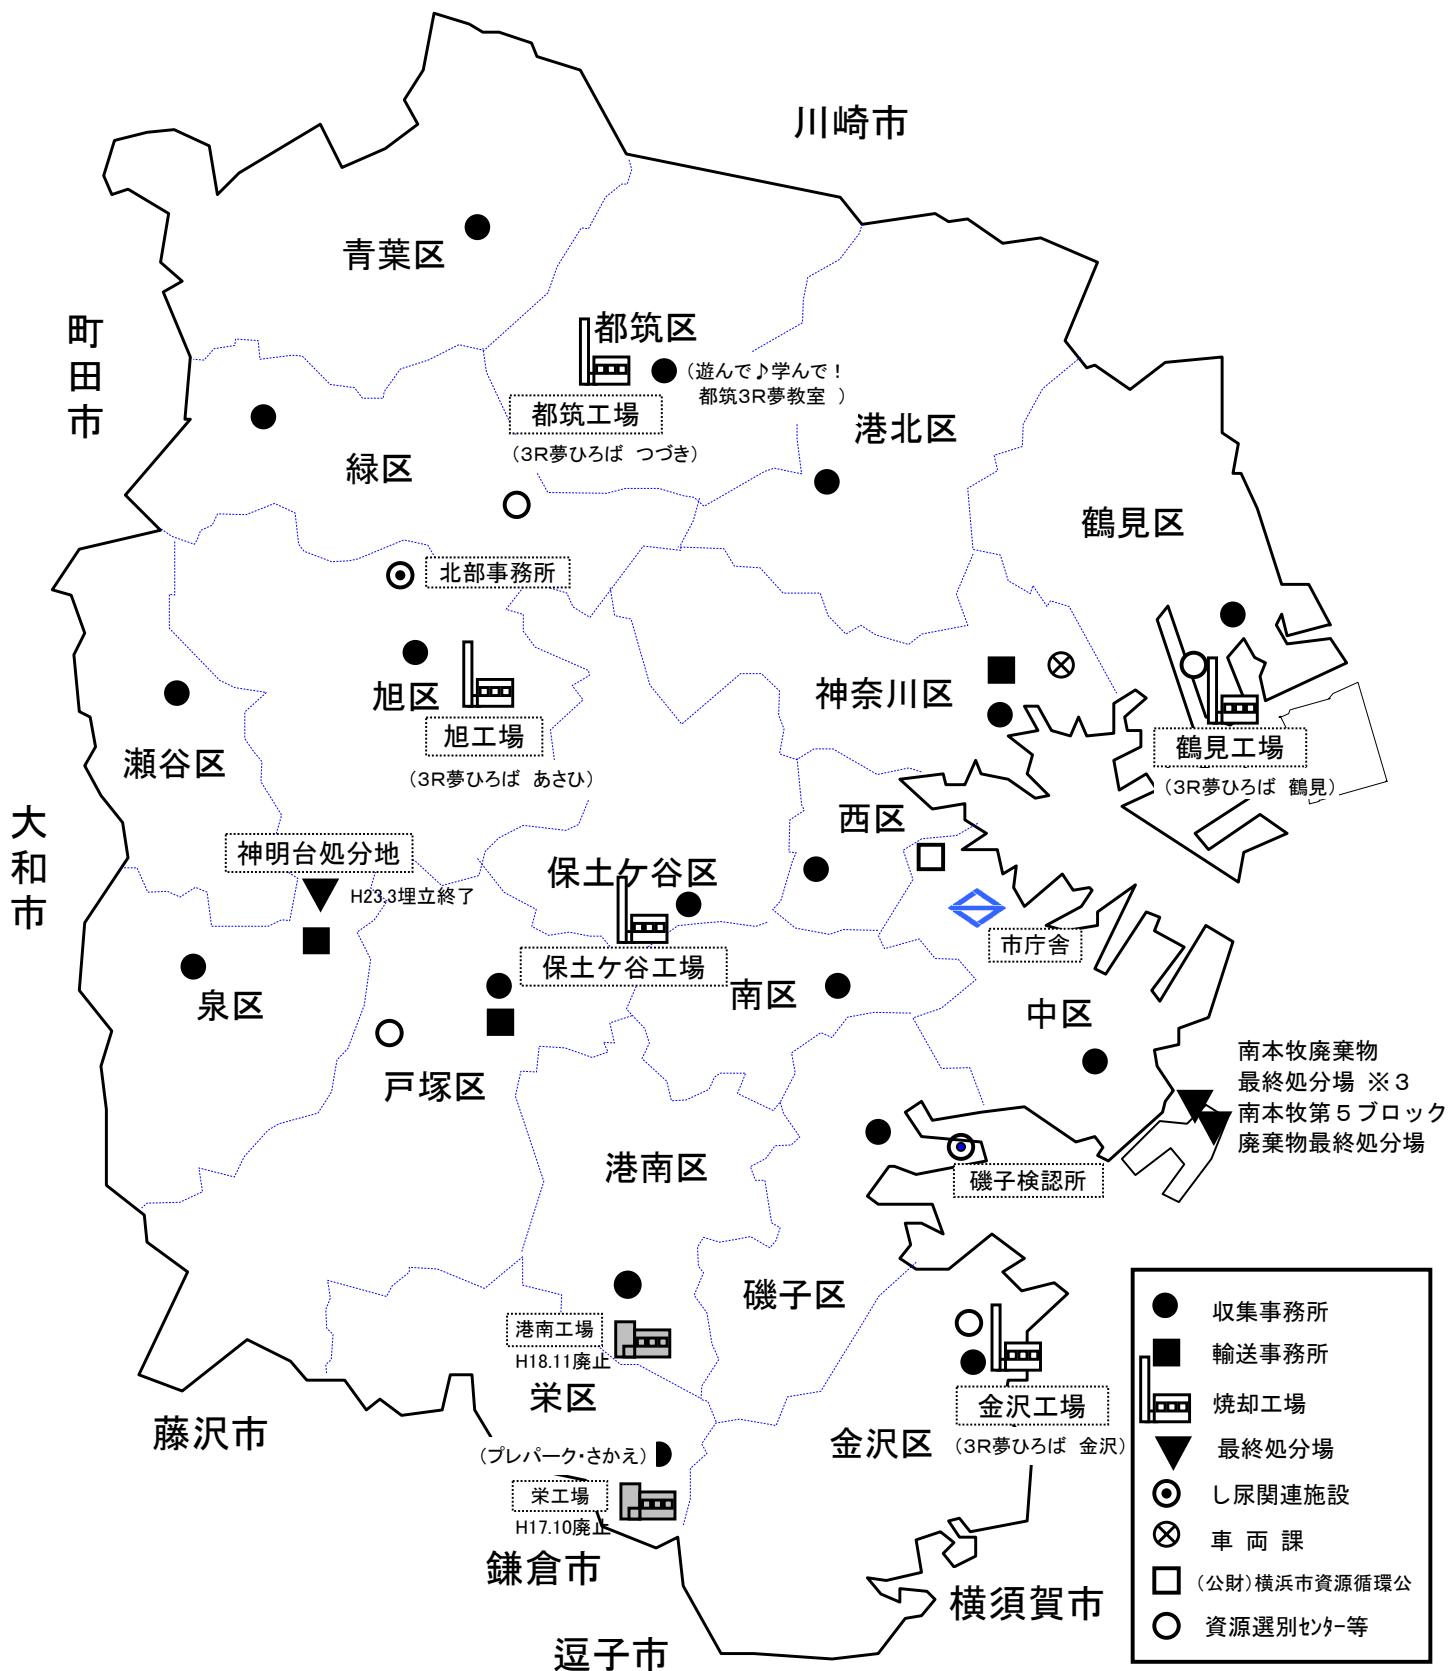 川崎市
青葉区
町田市
都筑区
(遊んで♪学んで！
都筑3R夢教室 )
都筑工場
(3R夢ひろば つづき)
港北区
緑区
鶴見区
北部事務所
旭区
神奈川区
旭工場
(3R夢ひろば あさひ)
鶴見工場
(3R夢ひろば 鶴見)
瀬谷区
大和市
西区
神明台処分地
H23.3埋立終了
保土ケ谷区
保土ケ谷工場
市庁舎
泉区
南区
中区
戸塚区
南本牧廃棄物
最終処分場 ※３
南本牧第５ブロック
廃棄物最終処分場
港南区
磯子検認所
磯子区
港南工場
H18.11廃止
栄区
藤沢市
金沢工場
金沢区
(3R夢ひろば 金沢)
(プレパーク・さかえ)
栄工場
H17.10廃止
鎌倉市
横須賀市
逗子市
収集事務所
輸送事務所
焼却工場
最終処分場
し尿関連施設
車 両 課
(公財)横浜市資源循環公
資源選別ｾﾝﾀｰ等